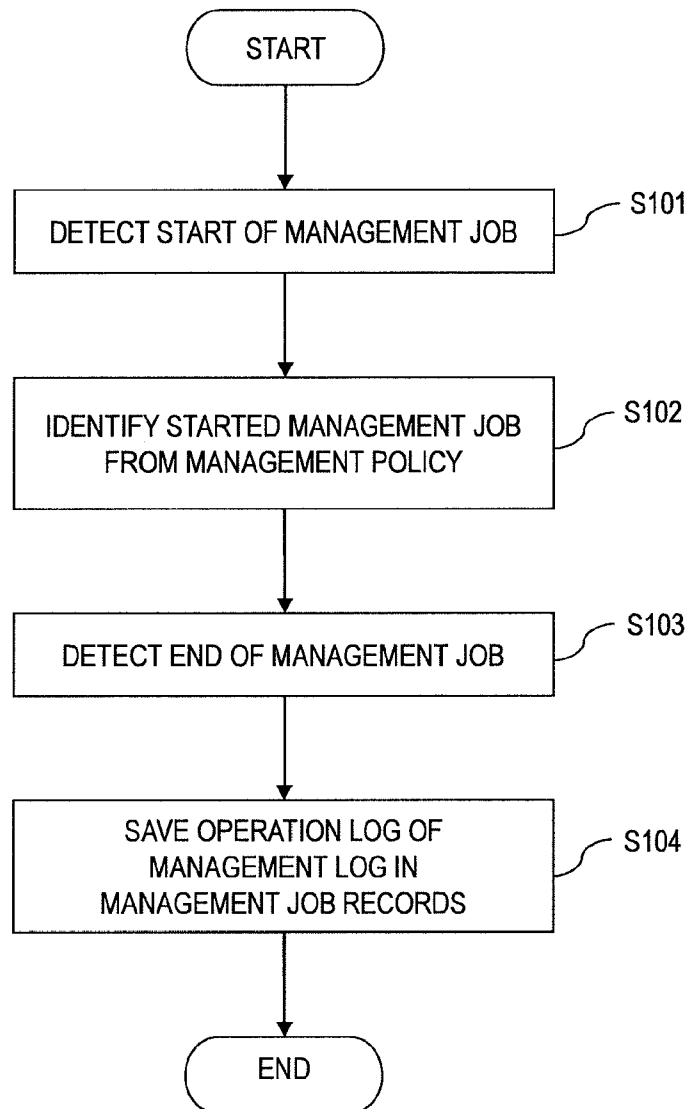 START
DETECT START OF MANAGEMENT JOB
S101
IDENTIFY STARTED MANAGEMENT JOB
FROM MANAGEMENT POLICY
S102
DETECT END OF MANAGEMENT JOB
S103
SAVE OPERATION LOG OF
MANAGEMENT LOG IN
MANAGEMENT JOB RECORDS
S104
END